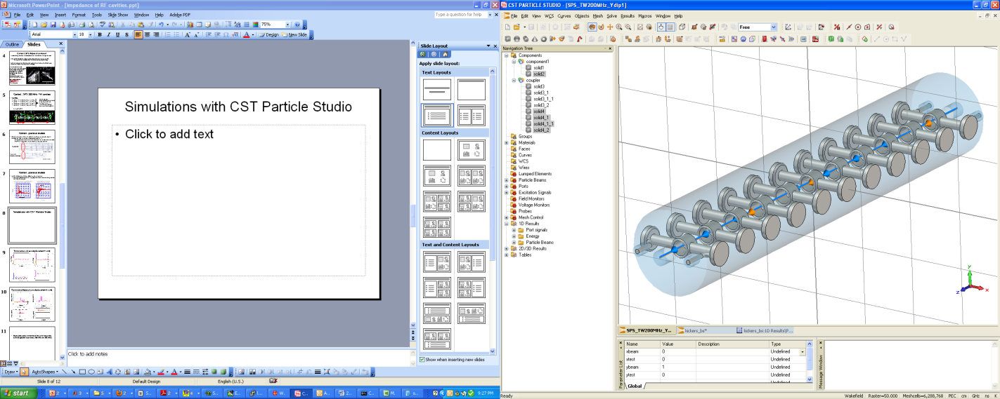 Microsoft PowerPoint - [impedance of RF cavities.ppt]
File Edit View Insert Format Tools Slide Show Window Help Adobe PDF
Type a question for help
75%
Arial 18 B I U S Design New Slide
Outline Slides
4
5
6
7
8
Simulations with CST Particle Studio
9
10
11
Simulations with CST Particle Studio
• Click to add text
Click to add notes
Slide Layout
Apply slide layout:
Text Layouts
Content Layouts
Text and Content Layouts
Show when inserting new slides
Draw AutoShapes
Slide 8 of 12 Default Design English (U.S.)
start
9:27 PM
CST PARTICLE STUDIO - [SPS_TW200MHz_Ydip1]
File Edit View WCS Curves Objects Mesh Solve Results Macros Window Help
Free
Navigation Tree
Components
component1
solid1
solid2
coupler
solid3
solid3_1
solid3_1_1
solid3_2
solid4
solid4_1
solid4_1_1
solid4_2
Groups
Materials
Faces
Curves
WCS
Wires
Lumped Elements
Particle Beams
Ports
Excitation Signals
Field Monitors
Voltage Monitors
Probes
Mesh Control
1D Results
Port signals
Energy
Particle Beams
2D/3D Results
Tables
y
z
x
SPS_TW200MHz_Y... kickers_bs* kickers_bs:1D Results\P...
Parameter List
Name Value Description Type
xbeam 0 Undefined
xtest 0 Undefined
ybeam 1 Undefined
ytest 0 Undefined
Global
Message Window
Ready
Wakefield Raster=50.000 Meshcells=6,288,768 PEC cm GHz ns K